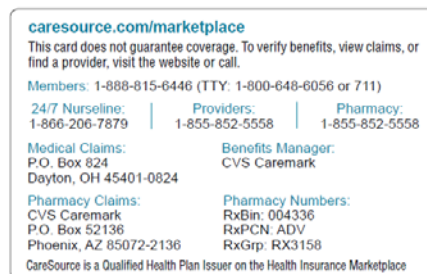 caresource.com/marketplace
This card does not guarantee coverage. To verify benefits, view claims, or
find a provider, visit the website or call.
Members: 1-888-815-6446 (TTY: 1-800-648-6056 or 711)
24/7 Nurseline: Providers: Pharmacy:
1-866-206-7879 1-855-852-5558 1-855-852-5558
Medical Claims: Benefits Manager:
P.O. Box 824 CVS Caremark
Dayton, OH 45401-0824
Pharmacy Claims: Pharmacy Numbers:
CVS Caremark RxBin: 004336
P.O. Box 52136 RxPCN: ADV
Phoenix, AZ 85072-2136 RxGrp: RX3158
CareSource is a Qualified Health Plan Issuer on the Health Insurance Marketplace